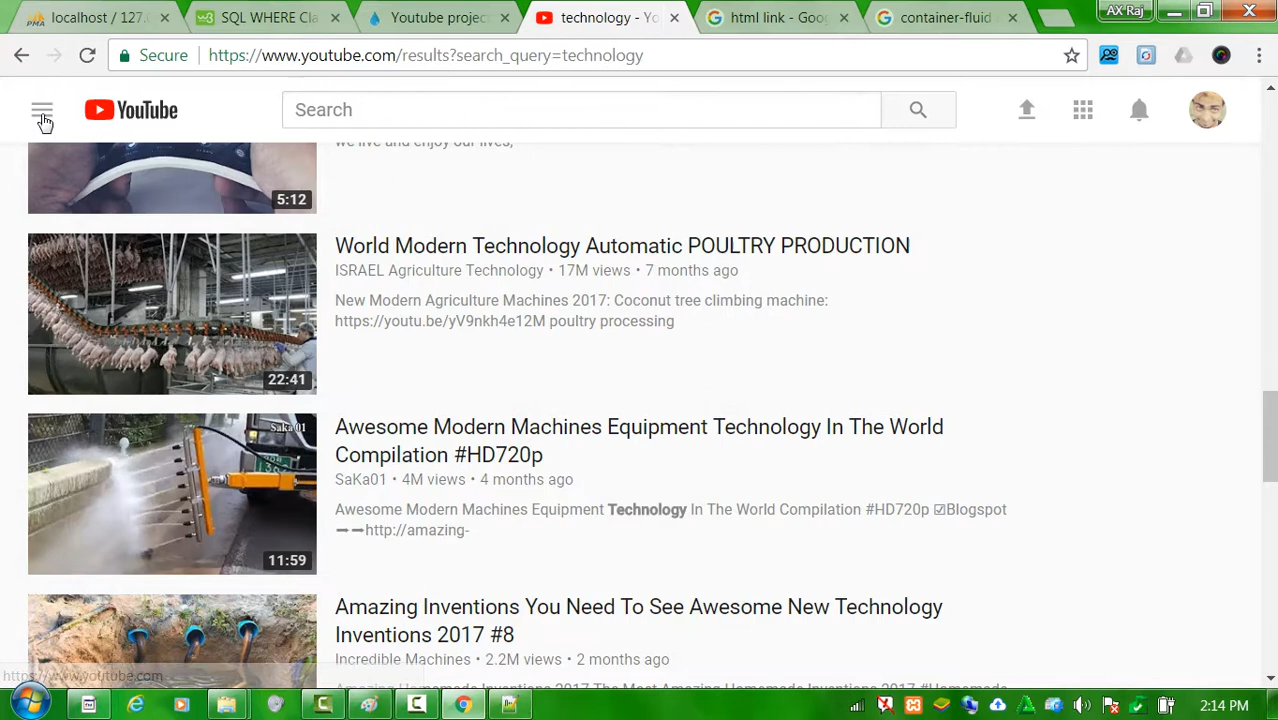 localhost / 127.
SQL WHERE Cla
Youtube projec
technology - Yo
html link - Goog
container-fluid
AX Raj
Secure
https://www.youtube.com/results?search_query=technology
YouTube
Search
we live and enjoy our lives,
5:12
World Modern Technology Automatic POULTRY PRODUCTION
ISRAEL Agriculture Technology • 17M views • 7 months ago
New Modern Agriculture Machines 2017: Coconut tree climbing machine:
https://youtu.be/yV9nkh4e12M poultry processing
22:41
Saka 01
Awesome Modern Machines Equipment Technology In The World
Compilation #HD720p
SaKa01 • 4M views • 4 months ago
Awesome Modern Machines Equipment Technology In The World Compilation #HD720p ☑Blogspot
➡➡http://amazing-
11:59
Amazing Inventions You Need To See Awesome New Technology
Inventions 2017 #8
Incredible Machines • 2.2M views • 2 months ago
https://www.youtube.com
2:14 PM